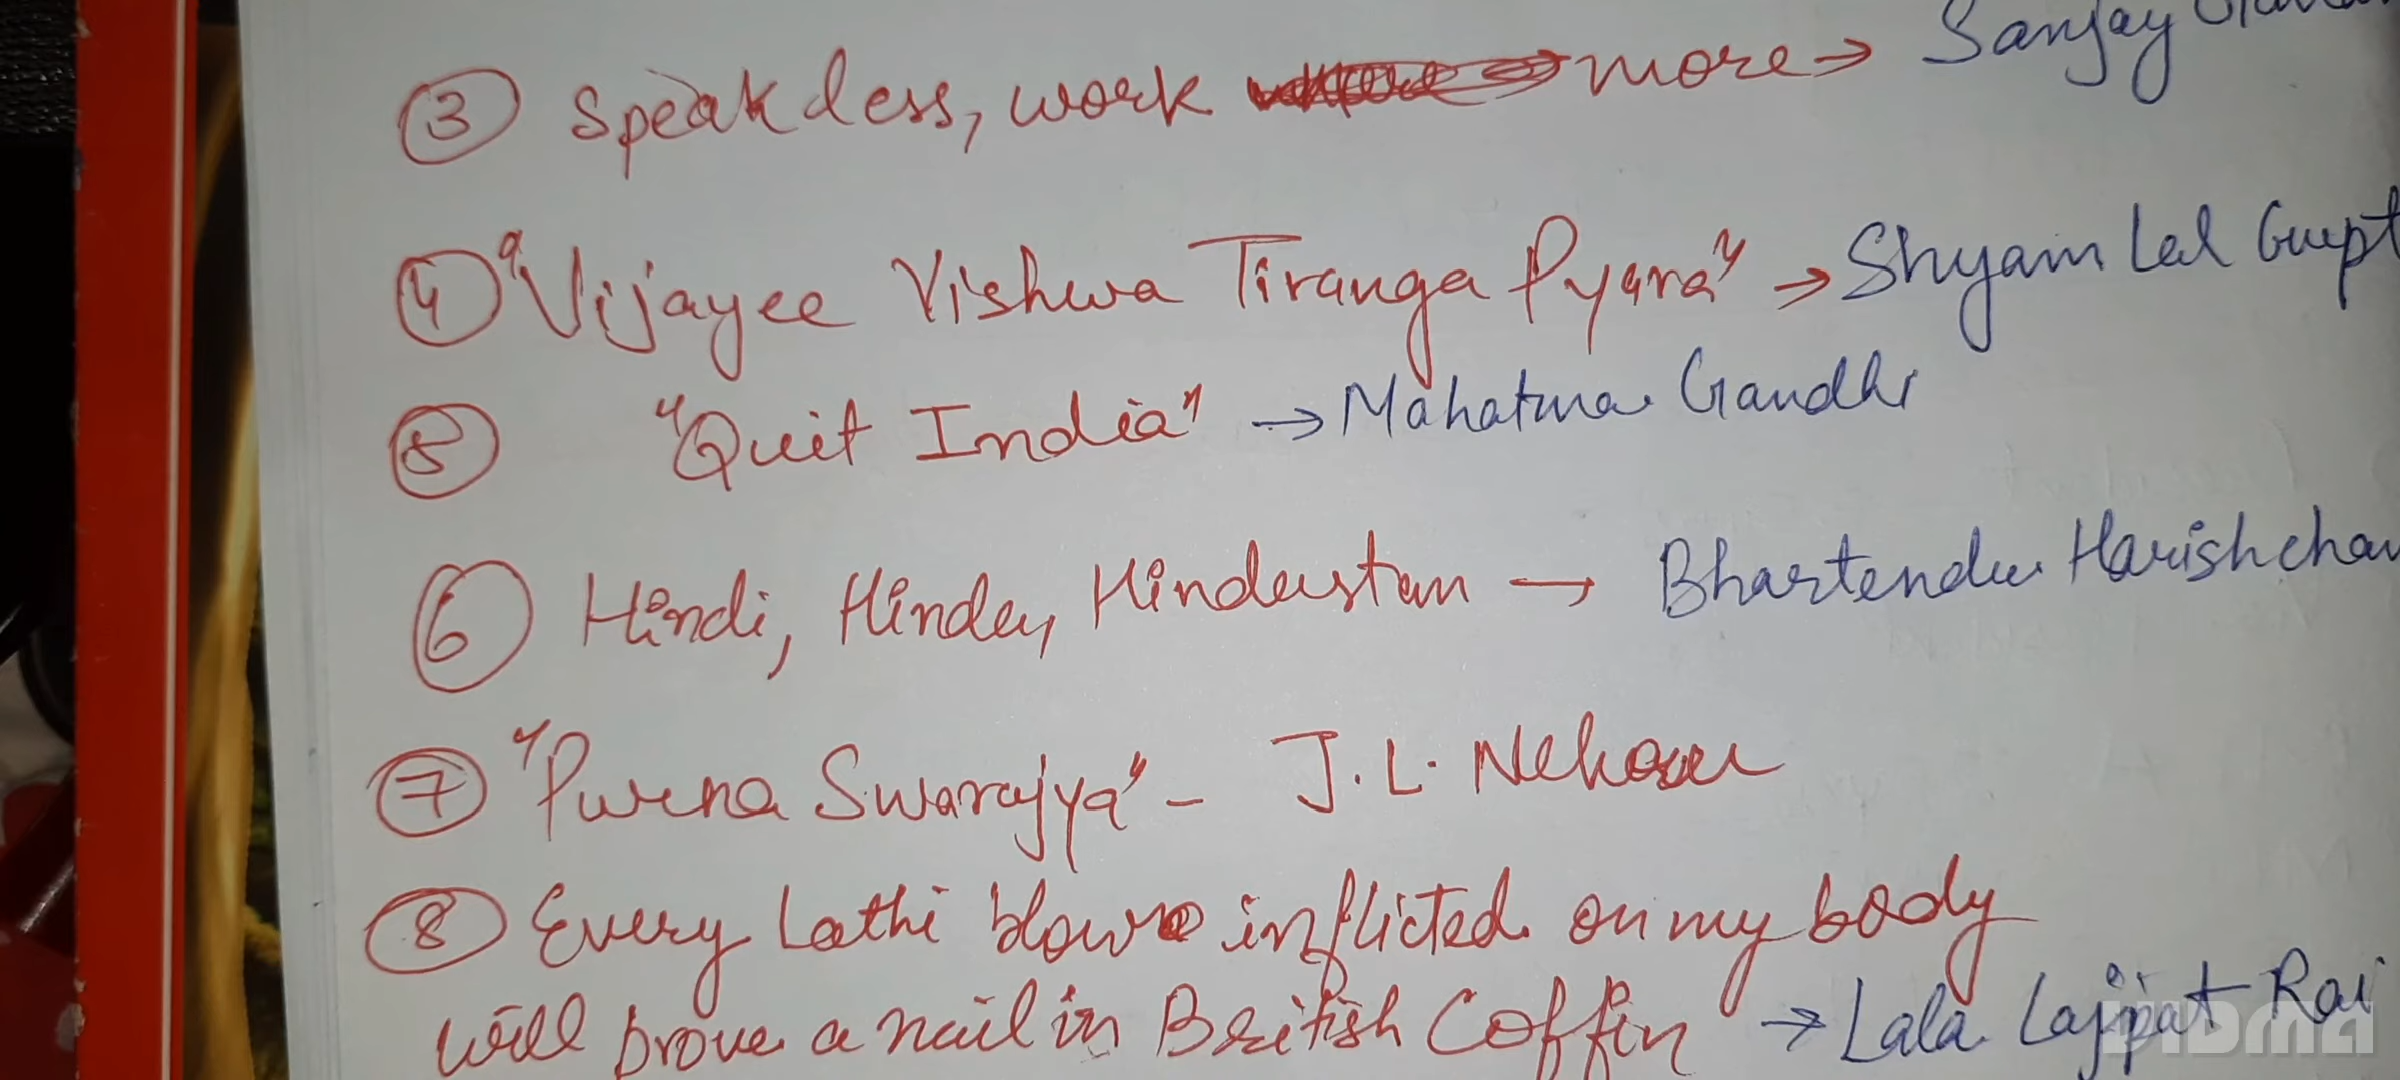 ③ Speak less, work more → Sanjay
④ "Vijayee Vishwa Tiranga Pyara" → Shyam Lal Gupt
⑤ "Quit India" → Mahatma Gandhi
⑥ Hindi, Hindu, Hindustan → Bhartendu Harishchan
⑦ "Purna Swarajya" - J. L. Neharu
⑧ Every Lathi blow inflicted on my body
will prove a nail in British Coffin → Lala Lajpat Rai
VIDMA